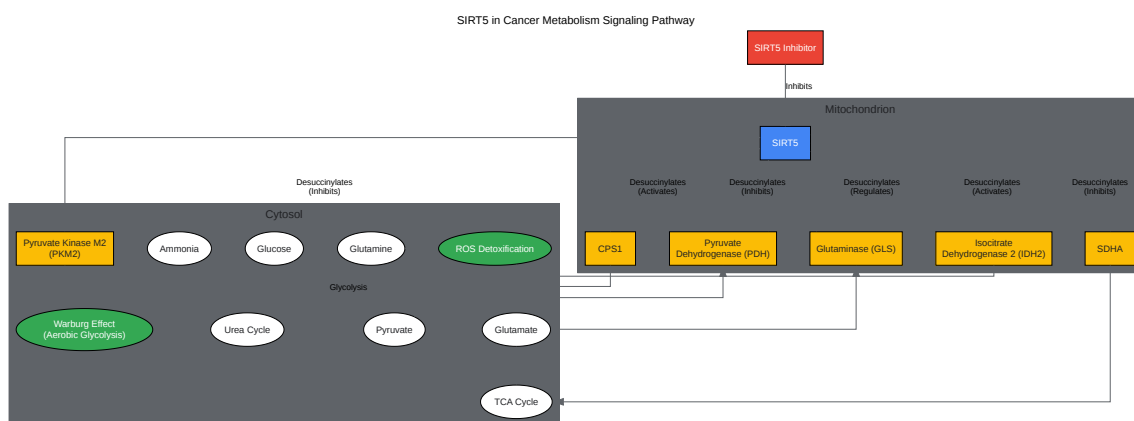 SIRT5 in Cancer Metabolism Signaling Pathway
SIRT5 Inhibitor
Inhibits
Mitochondrion
SIRT5
Desuccinylates
(Inhibits)
Desuccinylates
(Activates)
Desuccinylates
(Inhibits)
Desuccinylates
(Regulates)
Desuccinylates
(Activates)
Desuccinylates
(Inhibits)
Cytosol
Pyruvate Kinase M2
(PKM2)
Ammonia
Glucose
Glutamine
ROS Detoxification
CPS1
Pyruvate
Dehydrogenase (PDH)
Glutaminase (GLS)
Isocitrate
Dehydrogenase 2 (IDH2)
SDHA
Glycolysis
Warburg Effect
(Aerobic Glycolysis)
Urea Cycle
Pyruvate
Glutamate
TCA Cycle